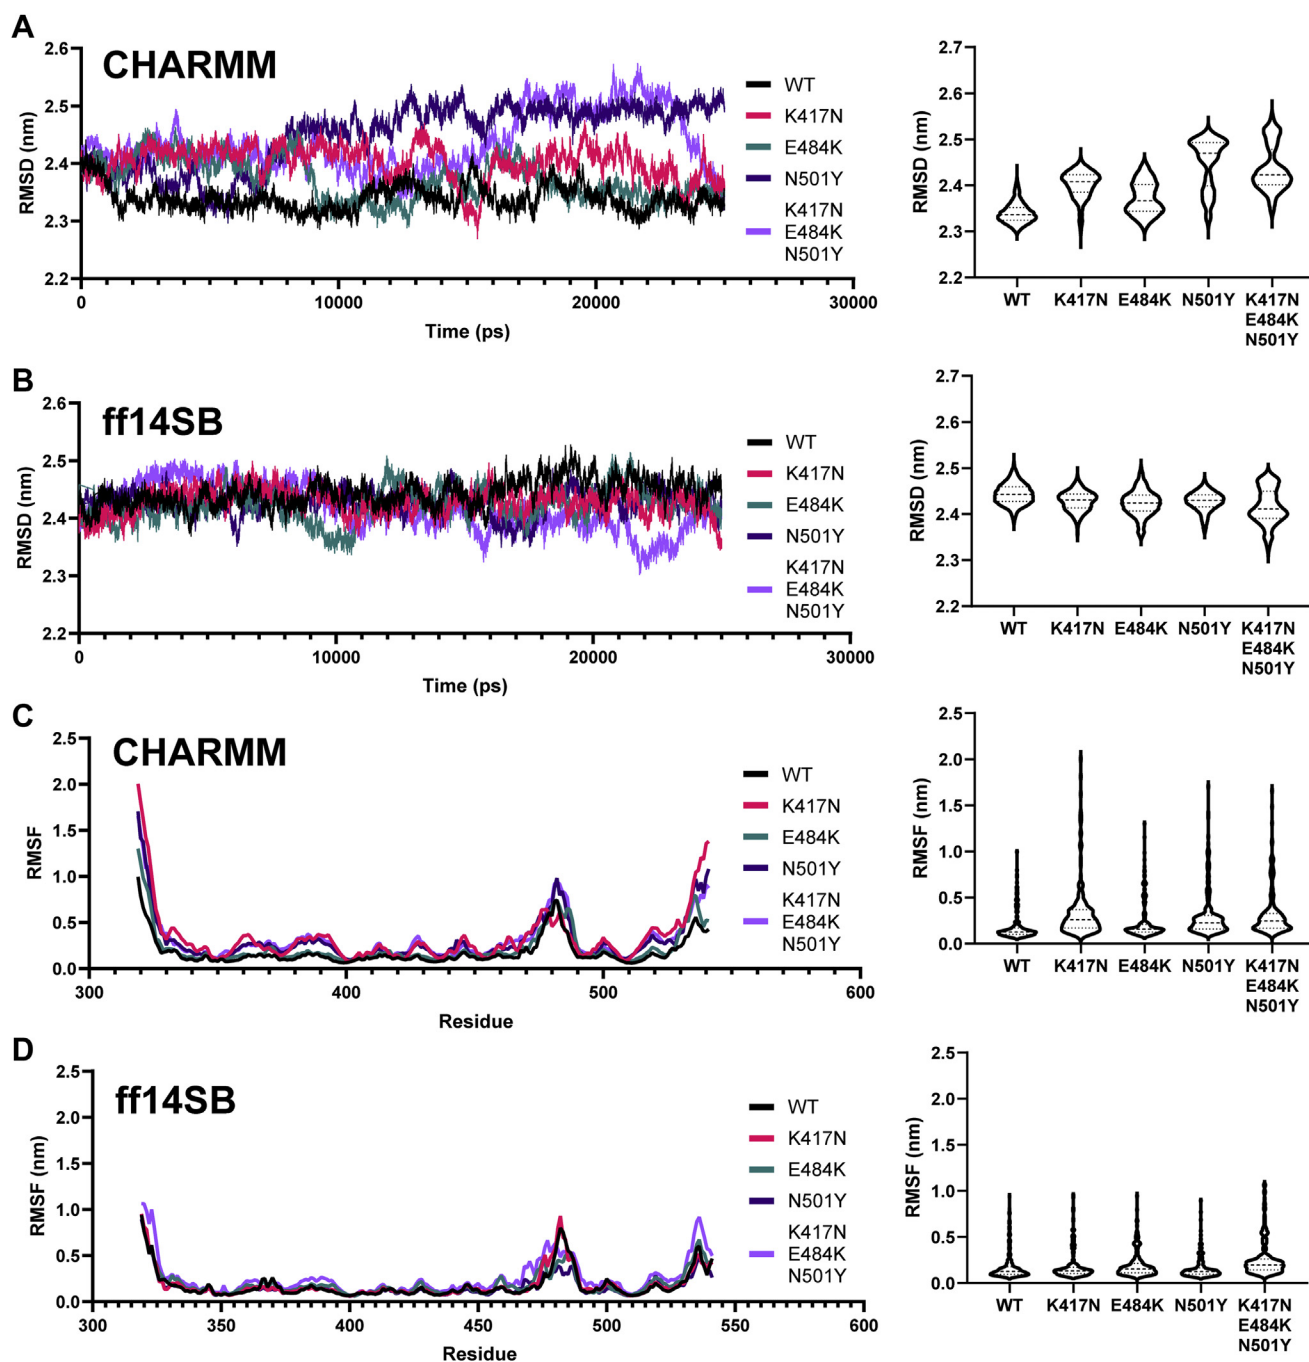 A
CHARMM
RMSD (nm)
2.6
2.5
2.4
2.3
2.2
0
10000
20000
30000
Time (ps)
WT
K417N
E484K
N501Y
K417N
E484K
N501Y
RMSD (nm)
2.7
2.6
2.5
2.4
2.3
2.2
WT
K417N
E484K
N501Y
K417N
E484K
N501Y
B
ff14SB
RMSD (nm)
2.6
2.5
2.4
2.3
2.2
0
10000
20000
30000
Time (ps)
WT
K417N
E484K
N501Y
K417N
E484K
N501Y
RMSD (nm)
2.7
2.6
2.5
2.4
2.3
2.2
WT
K417N
E484K
N501Y
K417N
E484K
N501Y
C
CHARMM
RMSF
2.5
2.0
1.5
1.0
0.5
0.0
300
400
500
600
Residue
WT
K417N
E484K
N501Y
K417N
E484K
N501Y
RMSF (nm)
2.5
2.0
1.5
1.0
0.5
0.0
WT
K417N
E484K
N501Y
K417N
E484K
N501Y
D
ff14SB
RMSF (nm)
2.5
2.0
1.5
1.0
0.5
0.0
300
350
400
450
500
550
600
Residue
WT
K417N
E484K
N501Y
K417N
E484K
N501Y
RMSF (nm)
2.5
2.0
1.5
1.0
0.5
0.0
WT
K417N
E484K
N501Y
K417N
E484K
N501Y